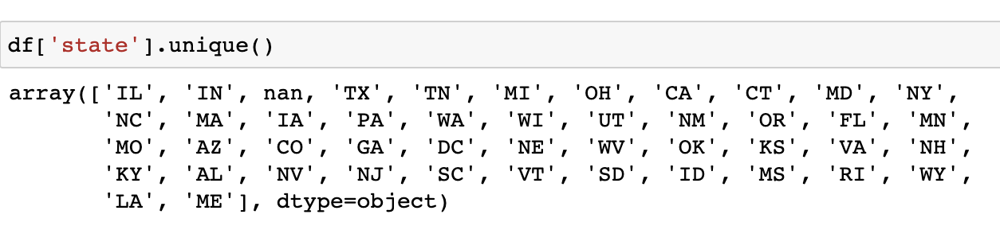 df['state'].unique()
array(['IL', 'IN', nan, 'TX', 'TN', 'MI', 'OH', 'CA', 'CT', 'MD', 'NY',
'NC', 'MA', 'IA', 'PA', 'WA', 'WI', 'UT', 'NM', 'OR', 'FL', 'MN',
'MO', 'AZ', 'CO', 'GA', 'DC', 'NE', 'WV', 'OK', 'KS', 'VA', 'NH',
'KY', 'AL', 'NV', 'NJ', 'SC', 'VT', 'SD', 'ID', 'MS', 'RI', 'WY',
'LA', 'ME'], dtype=object)